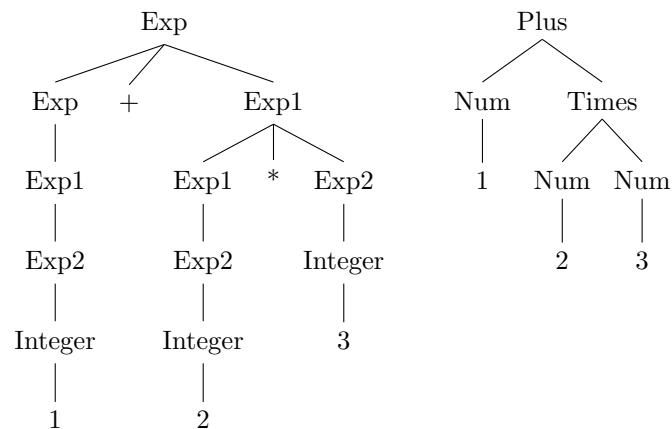 Exp Plus
Exp + Exp1 Num Times
Exp1 Exp1 * Exp2 1 Num Num
Exp2 Exp2 Integer 2 3
Integer Integer 3
1 2